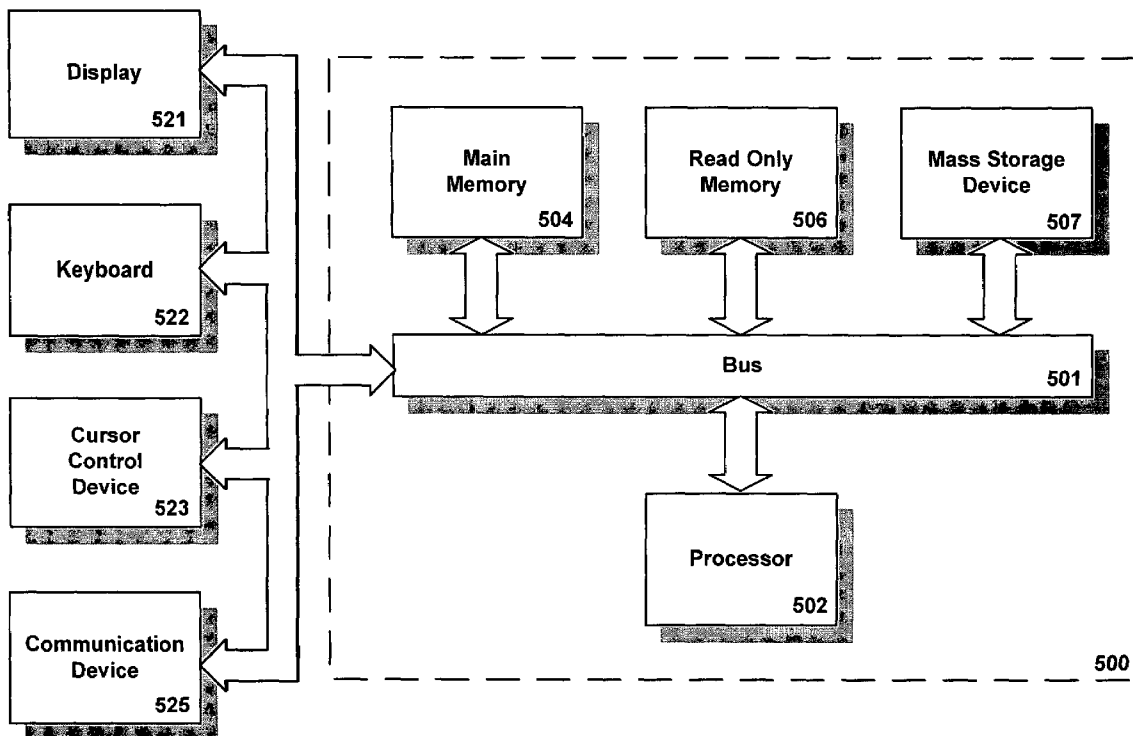 Display
521
Keyboard
522
Cursor
Control
Device
523
Communication
Device
525
Main
Memory
504
Read Only
Memory
506
Mass Storage
Device
507
Bus
501
Processor
502
500